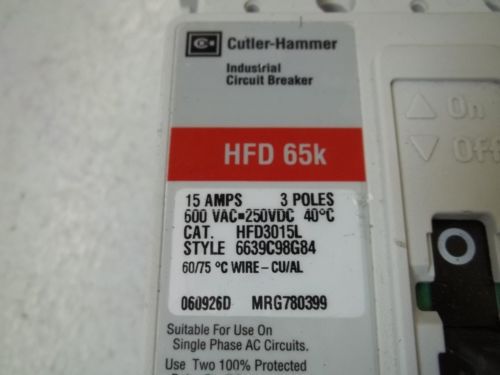 Cutler-Hammer
Industrial
Circuit Breaker
HFD 65k
15 AMPS 3 POLES
600 VAC=250VDC 40°C
CAT. HFD3015L
STYLE 6639C98G84
60/75 °C WIRE - CU/AL
060926D MRG780399
Suitable For Use On
Single Phase AC Circuits.
Use Two 100% Protected
On
Off